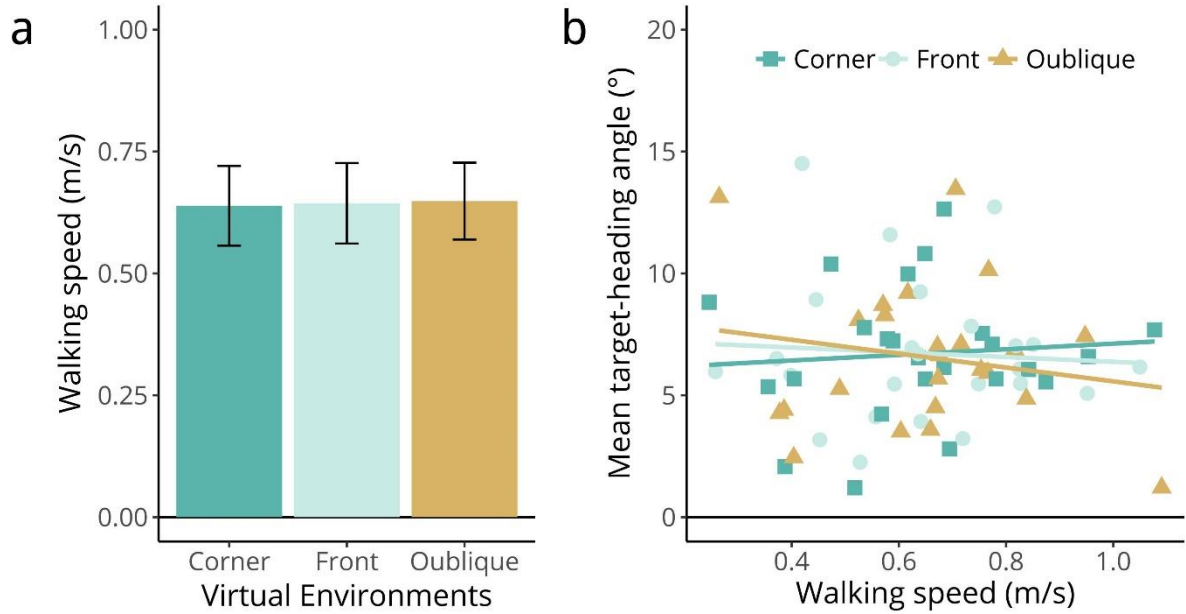 a
1.00
0.75
0.50
0.25
0.00
Walking speed (m/s)
Corner Front Oublique
Virtual Environments
b
20
15
10
5
0
Mean target-heading angle (°)
Corner Front Oublique
0.4 0.6 0.8 1.0
Walking speed (m/s)